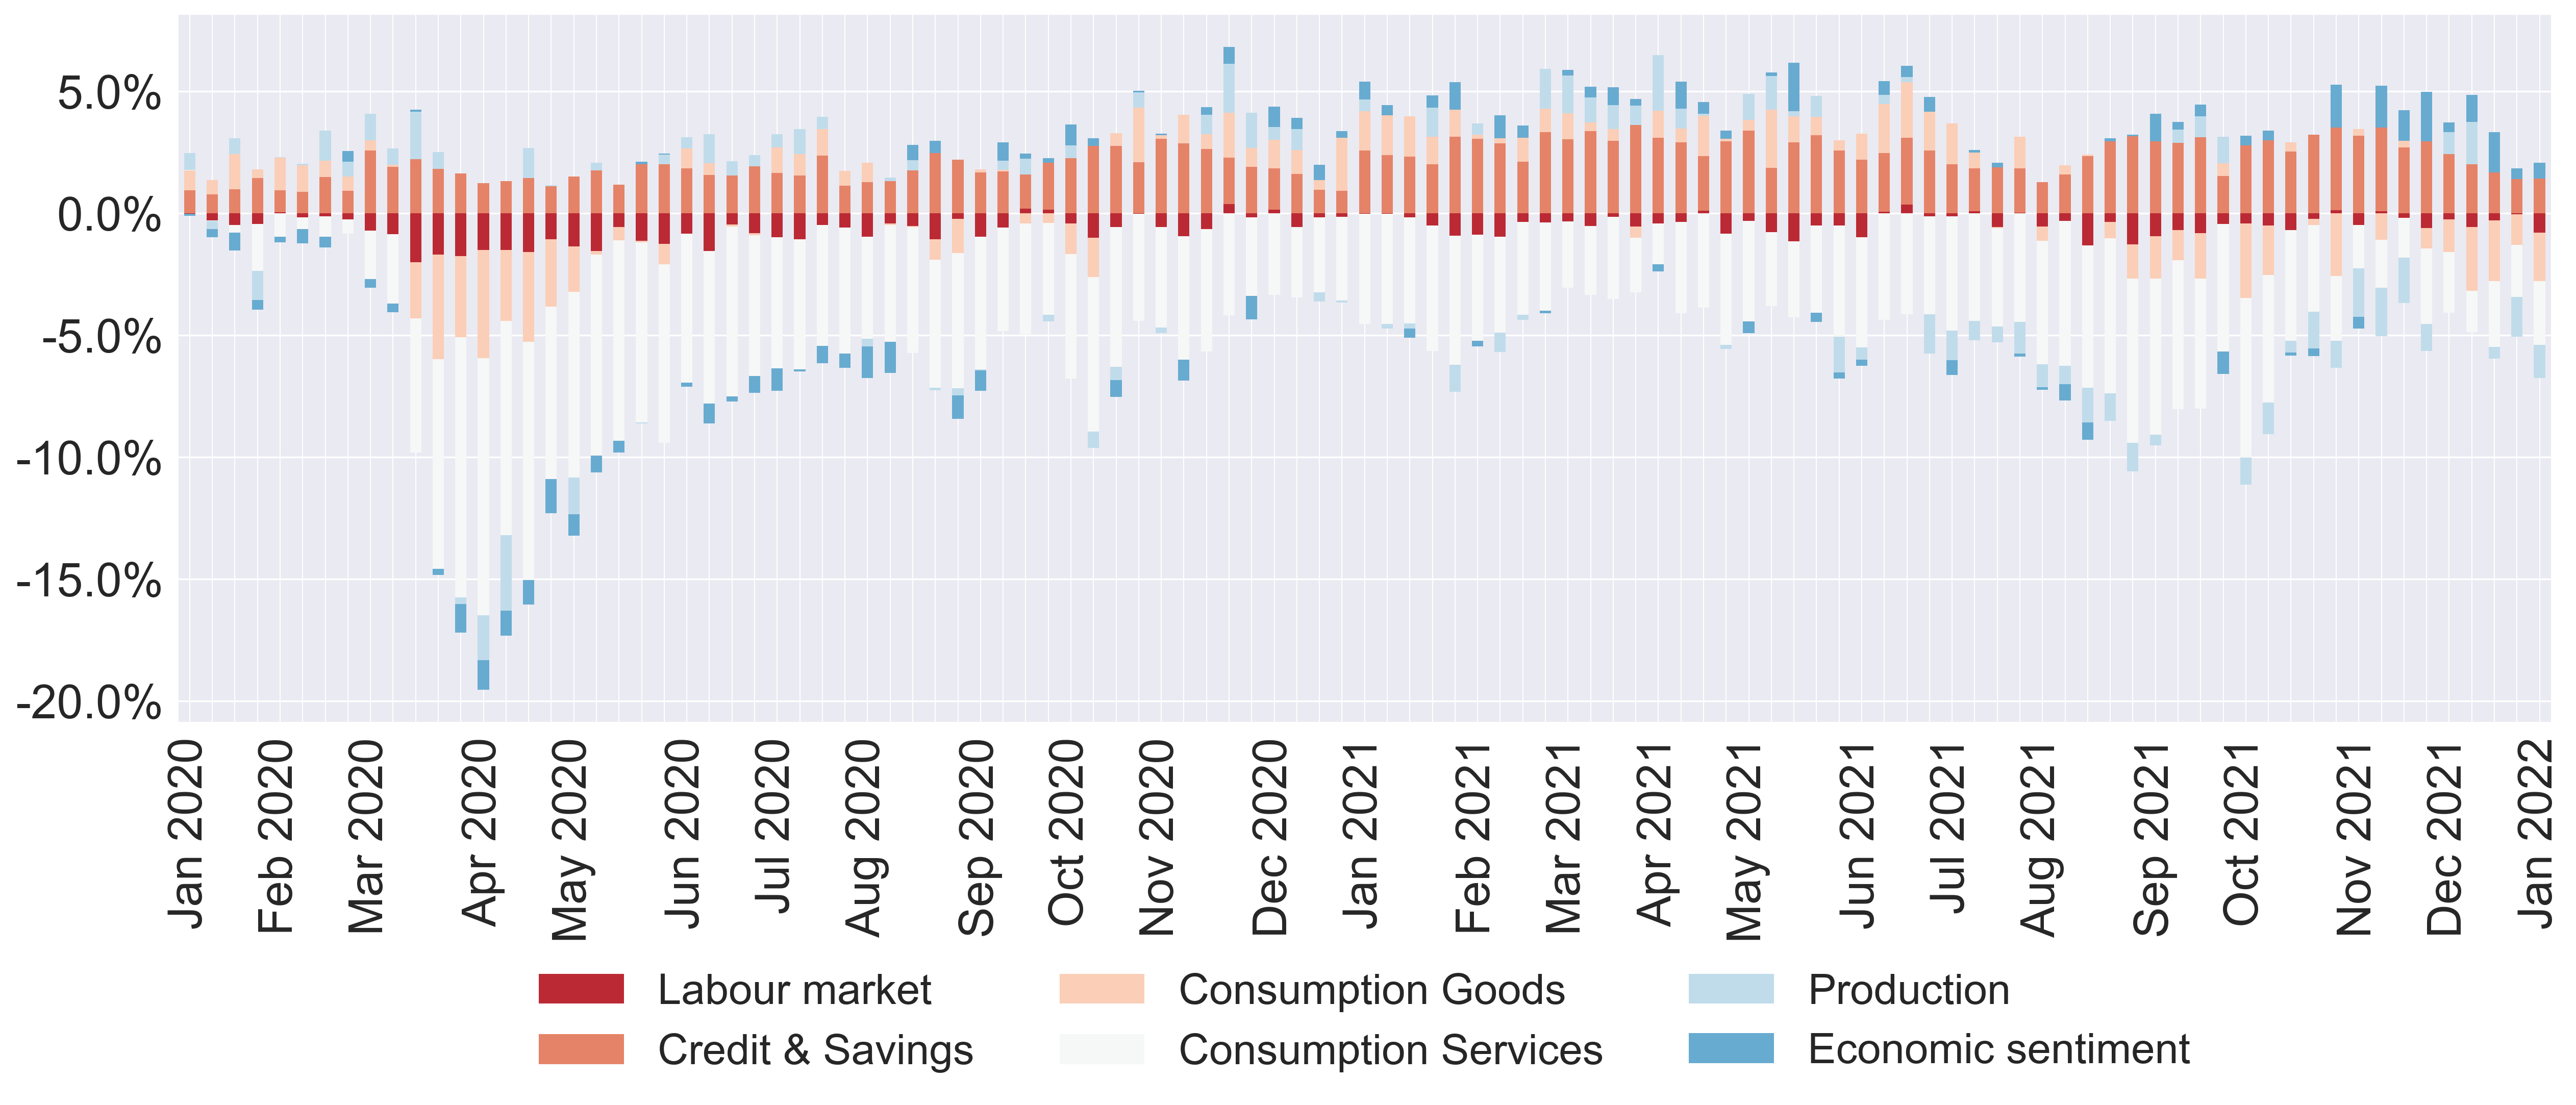 5.0%
0.0%
-5.0%
-10.0%
-15.0%
-20.0%
Jan 2020
Feb 2020
Mar 2020
Apr 2020
May 2020
Jun 2020
Jul 2020
Aug 2020
Sep 2020
Oct 2020
Nov 2020
Dec 2020
Jan 2021
Feb 2021
Mar 2021
Apr 2021
May 2021
Jun 2021
Jul 2021
Aug 2021
Sep 2021
Oct 2021
Nov 2021
Dec 2021
Jan 2022
Labour market
Credit & Savings
Consumption Goods
Consumption Services
Production
Economic sentiment